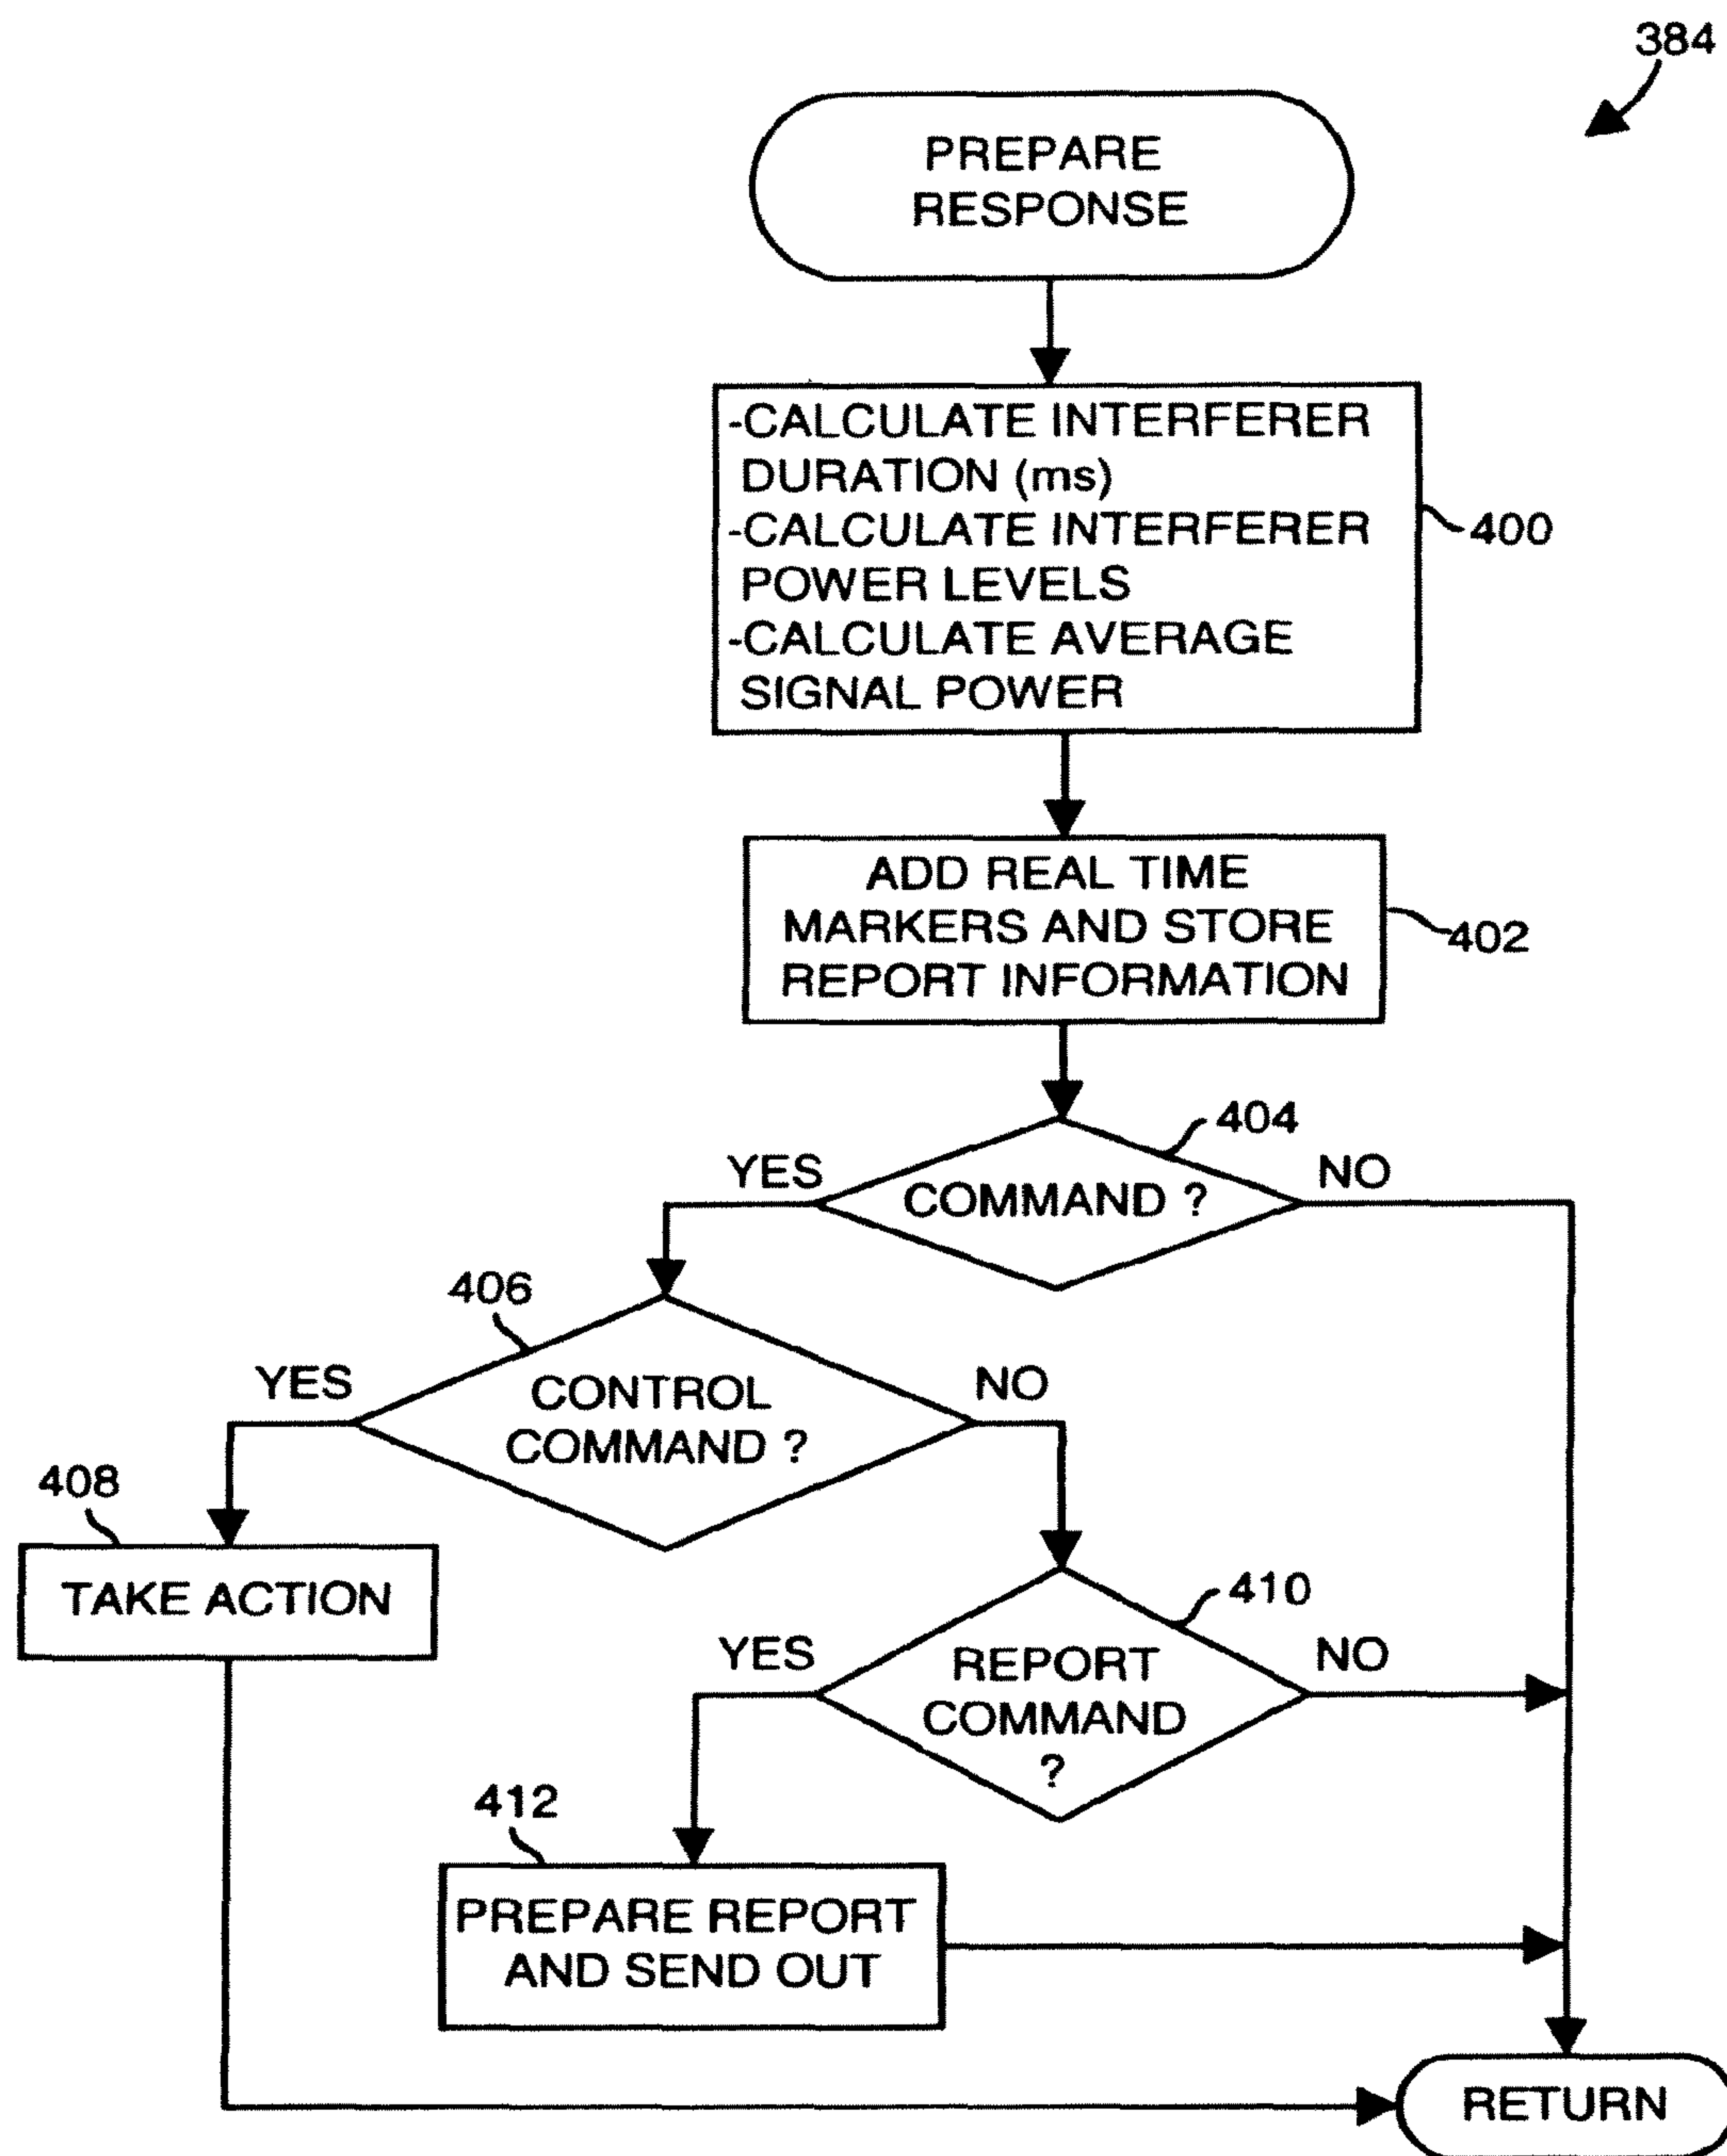 384
PREPARE
RESPONSE
-CALCULATE INTERFERER
DURATION (ms)
-CALCULATE INTERFERER
POWER LEVELS
-CALCULATE AVERAGE
SIGNAL POWER
400
ADD REAL TIME
MARKERS AND STORE
REPORT INFORMATION
402
404
YES
COMMAND ?
NO
406
YES
CONTROL
COMMAND ?
NO
408
TAKE ACTION
410
YES
REPORT
COMMAND
?
NO
412
PREPARE REPORT
AND SEND OUT
RETURN